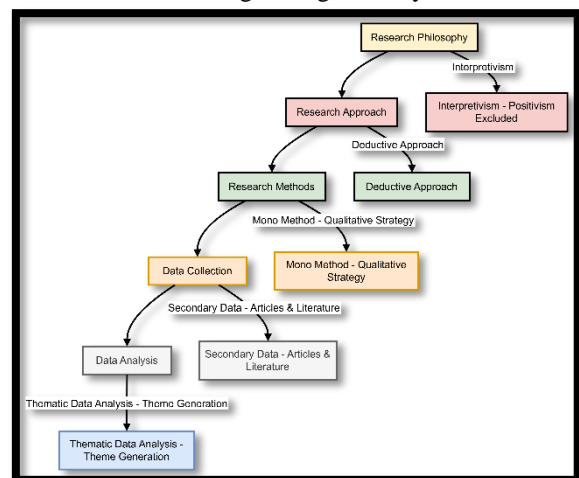 Research Philosophy
Interpretivism
Interpretivism - Positivism
Excluded
Research Approach
Deductive Approach
Deductive Approach
Research Methods
Mono Method - Qualitative Strategy
Mono Method - Qualitative
Strategy
Data Collection
Secondary Data - Articles & Literature
Secondary Data - Articles &
Literature
Data Analysis
Thematic Data Analysis - Theme Generation
Thematic Data Analysis -
Theme Generation